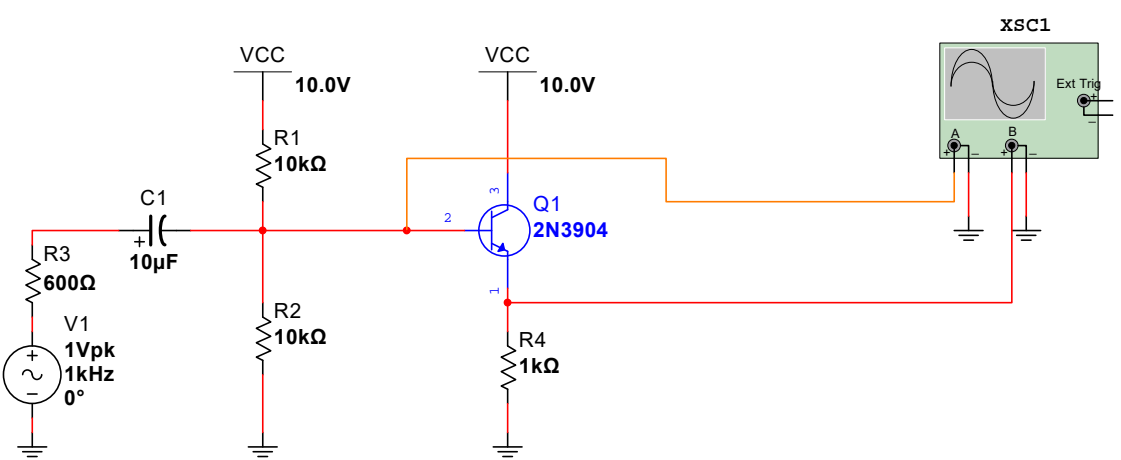 XSC1
VCC
10.0V
VCC
10.0V
Ext Trig
+
–
A
B
+
–
+
–
R1
10kΩ
3
C1
+
10µF
2
Q1
2N3904
R3
600Ω
1
R2
10kΩ
V1
1Vpk
1kHz
0°
+
–
R4
1kΩ